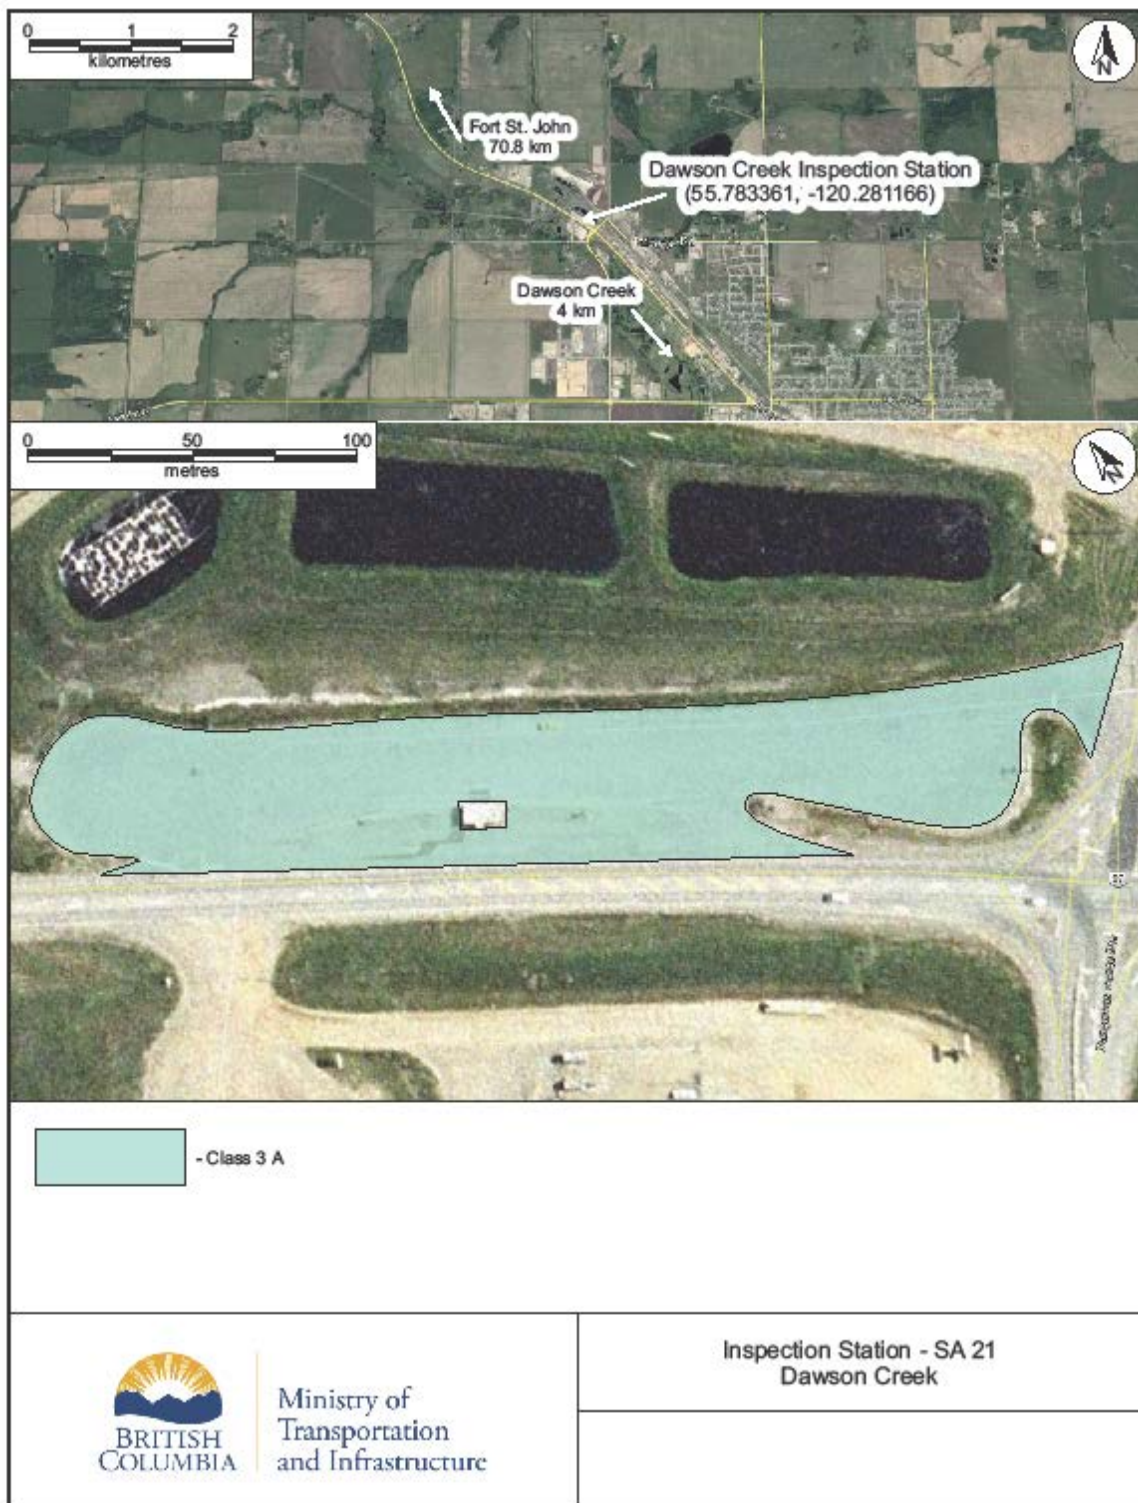 0 1 2
kilometres
N
Fort St. John
70.8 km
Dawson Creek Inspection Station
(55.783361, -120.281166)
Dawson Creek
4 km
0 50 100
metres
N
- Class 3 A
Inspection Station - SA 21
Dawson Creek
BRITISH
COLUMBIA
Ministry of
Transportation
and Infrastructure